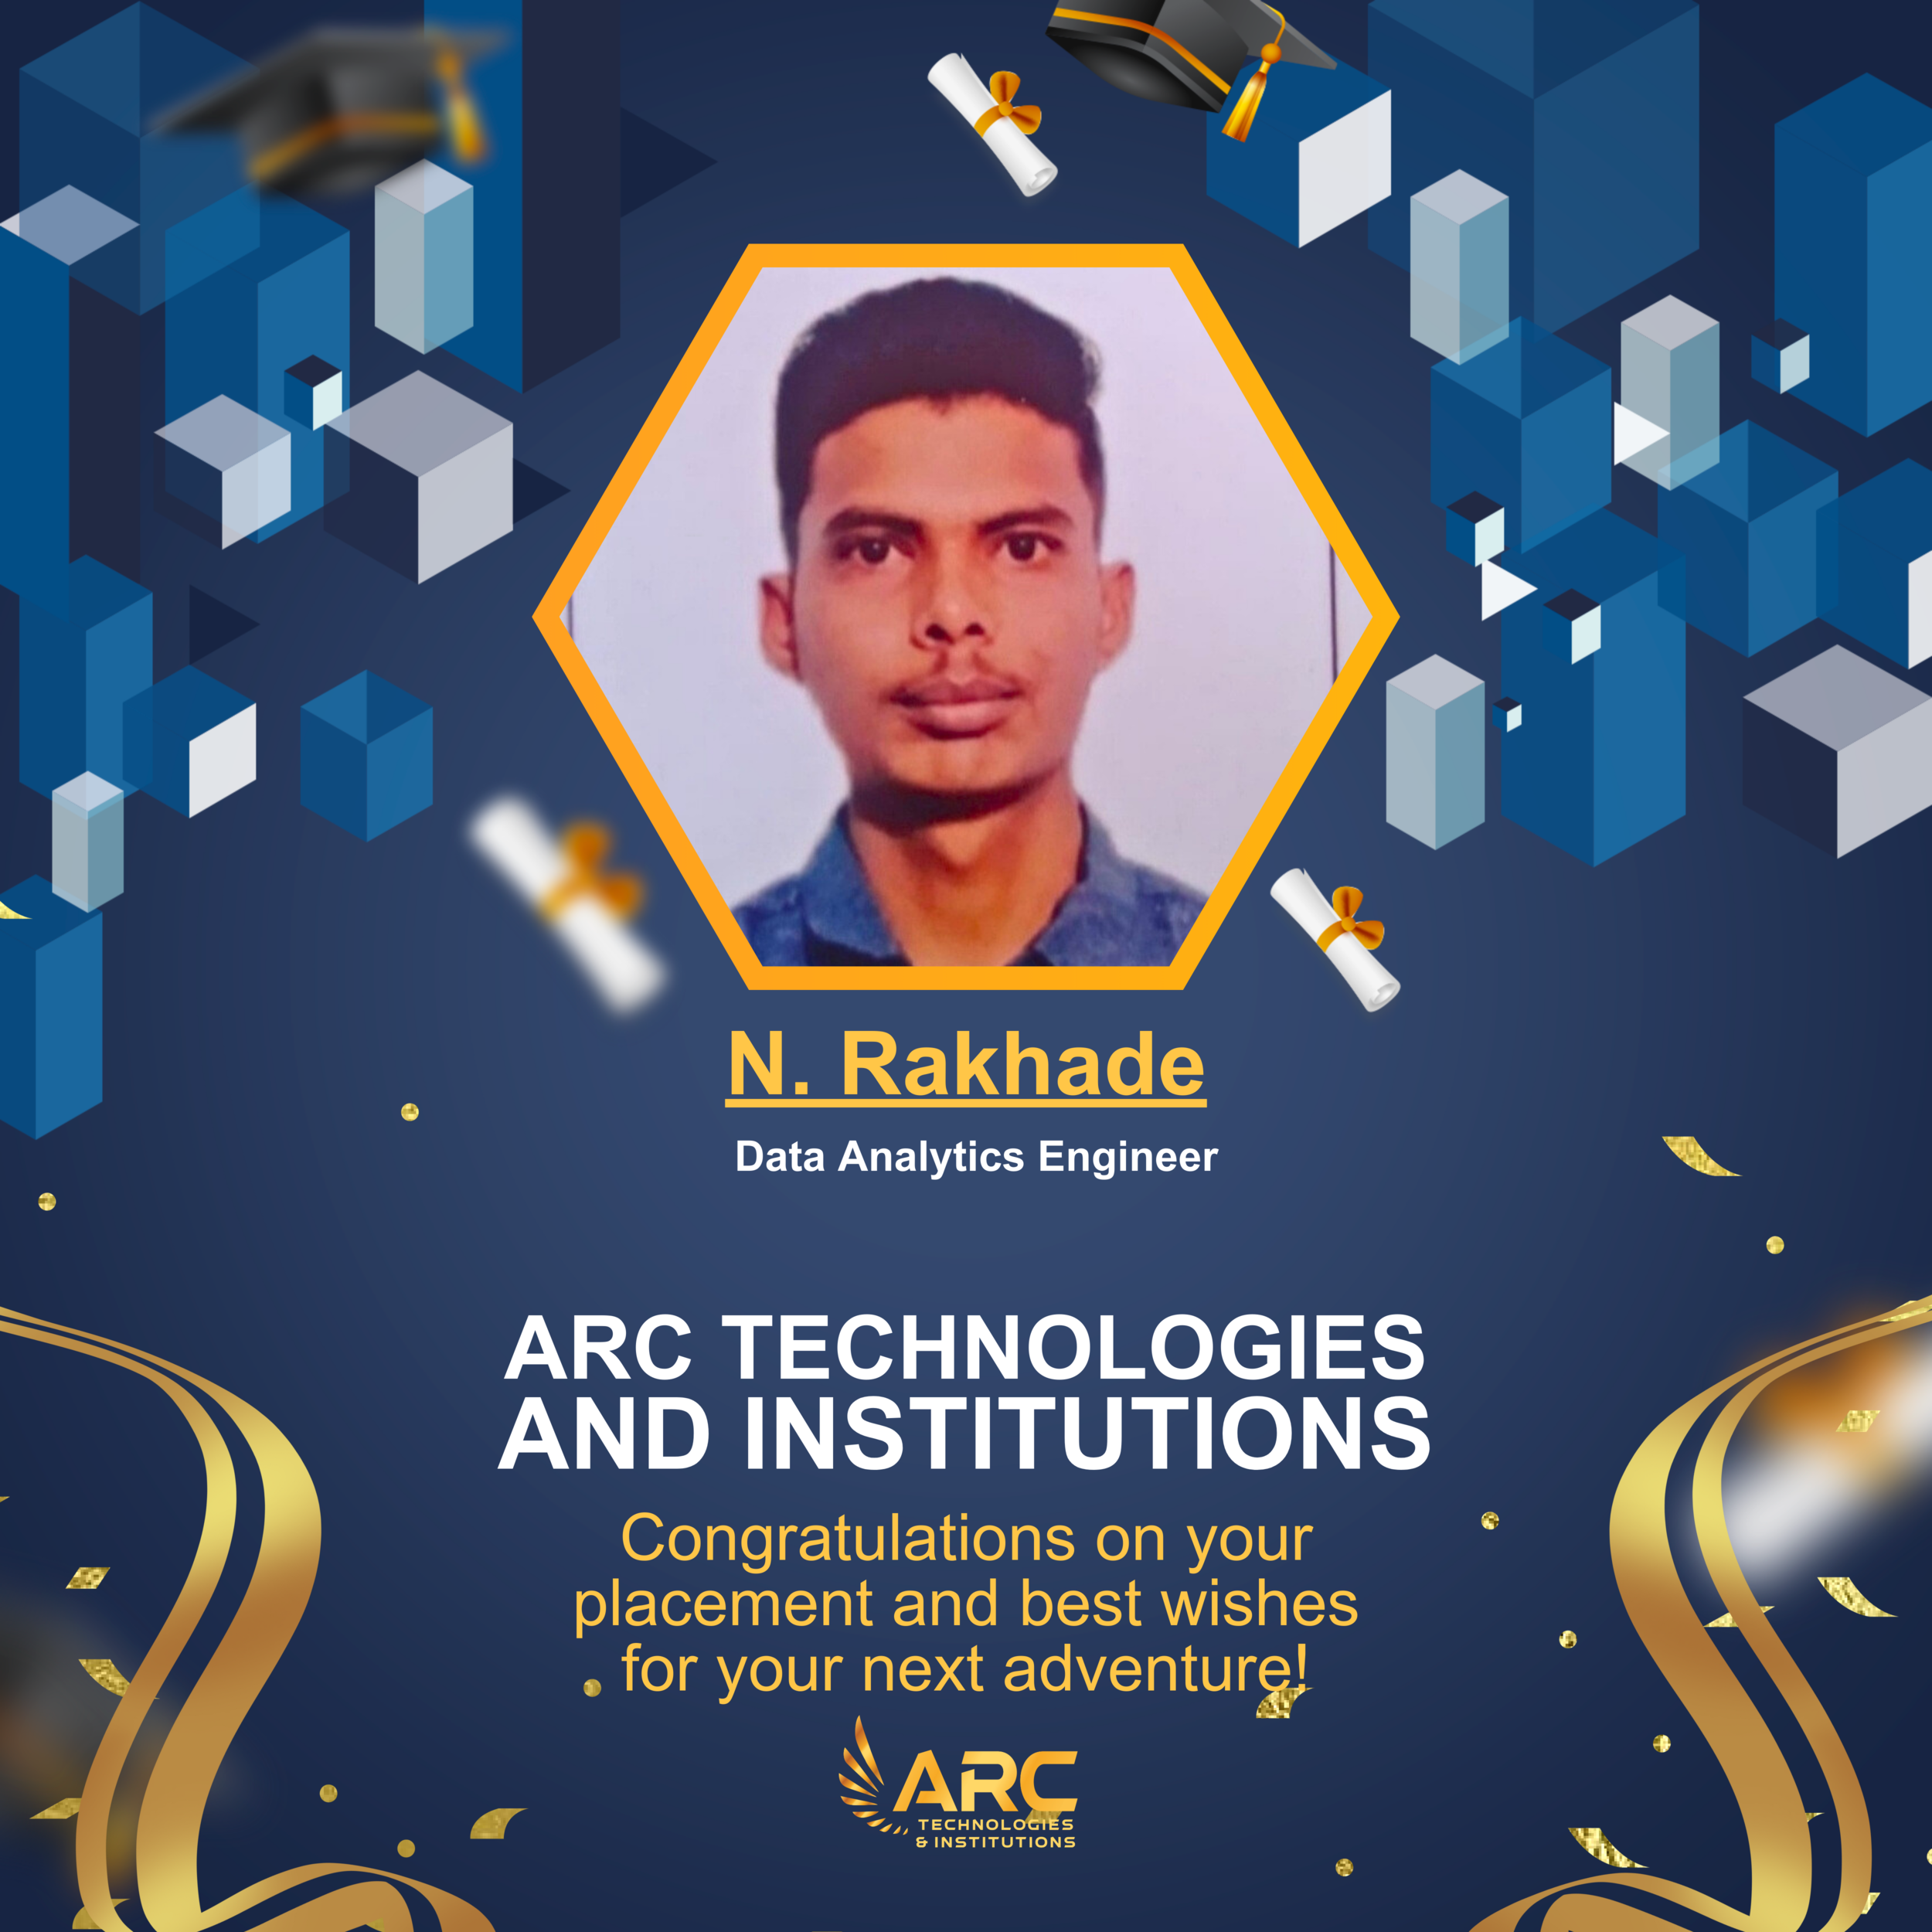 N. Rakhade
Data Analytics Engineer
ARC TECHNOLOGIES
AND INSTITUTIONS
Congratulations on your
placement and best wishes
for your next adventure!
ARC
TECHNOLOGIES
& INSTITUTIONS